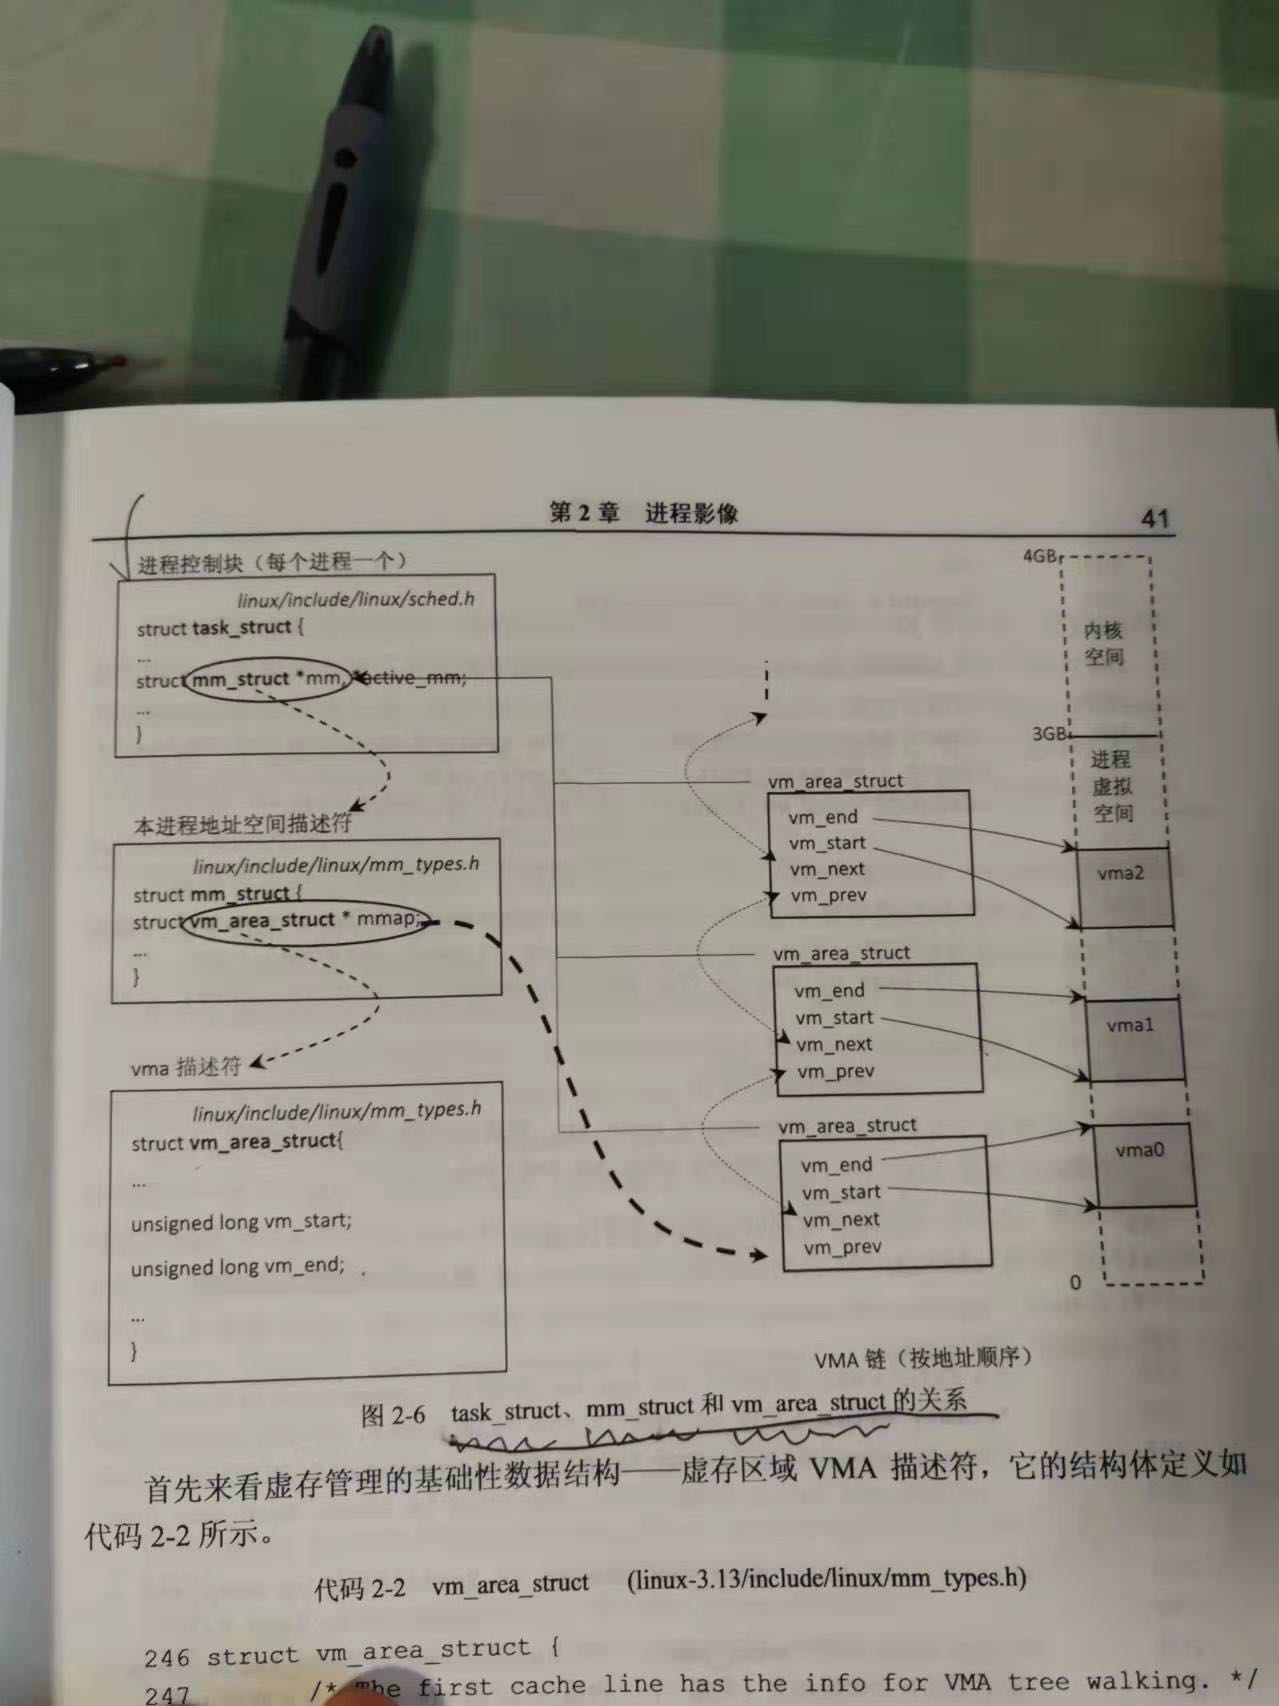 第 2 章 进程影像 41
进程控制块（每个进程一个）
linux/include/linux/sched.h
struct task_struct {
...
struct mm_struct *mm, *active_mm;
...
}
本进程地址空间描述符
linux/include/linux/mm_types.h
struct mm_struct {
struct vm_area_struct * mmap;
...
}
vma 描述符
linux/include/linux/mm_types.h
struct vm_area_struct{
...
unsigned long vm_start;
unsigned long vm_end;
...
}
vm_area_struct
vm_end
vm_start
vm_next
vm_prev
vm_area_struct
vm_end
vm_start
vm_next
vm_prev
vm_area_struct
vm_end
vm_start
vm_next
vm_prev
4GB
内核
空间
3GB
进程
虚拟
空间
vma2
vma1
vma0
0
VMA 链（按地址顺序）
图 2-6 task_struct、mm_struct 和 vm_area_struct 的关系
首先来看虚存管理的基础性数据结构——虚存区域 VMA 描述符，它的结构体定义如
代码 2-2 所示。
代码 2-2 vm_area_struct (linux-3.13/include/linux/mm_types.h)
246 struct vm_area_struct {
247 /* The first cache line has the info for VMA tree walking. */